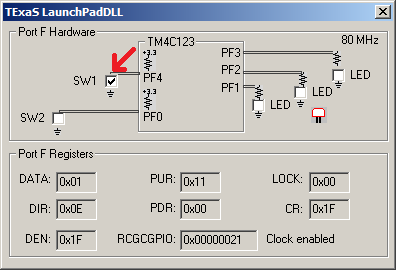 TExaS LaunchPadDLL
Port F Hardware
TM4C123
80 MHz
+3.3
PF3
SW1
PF4
PF2
LED
+3.3
PF1
LED
SW2
PF0
LED
Port F Registers
DATA: 0x01 PUR: 0x11 LOCK: 0x00
DIR: 0x0E PDR: 0x00 CR: 0x1F
DEN: 0x1F RCGCGPIO: 0x00000021 Clock enabled